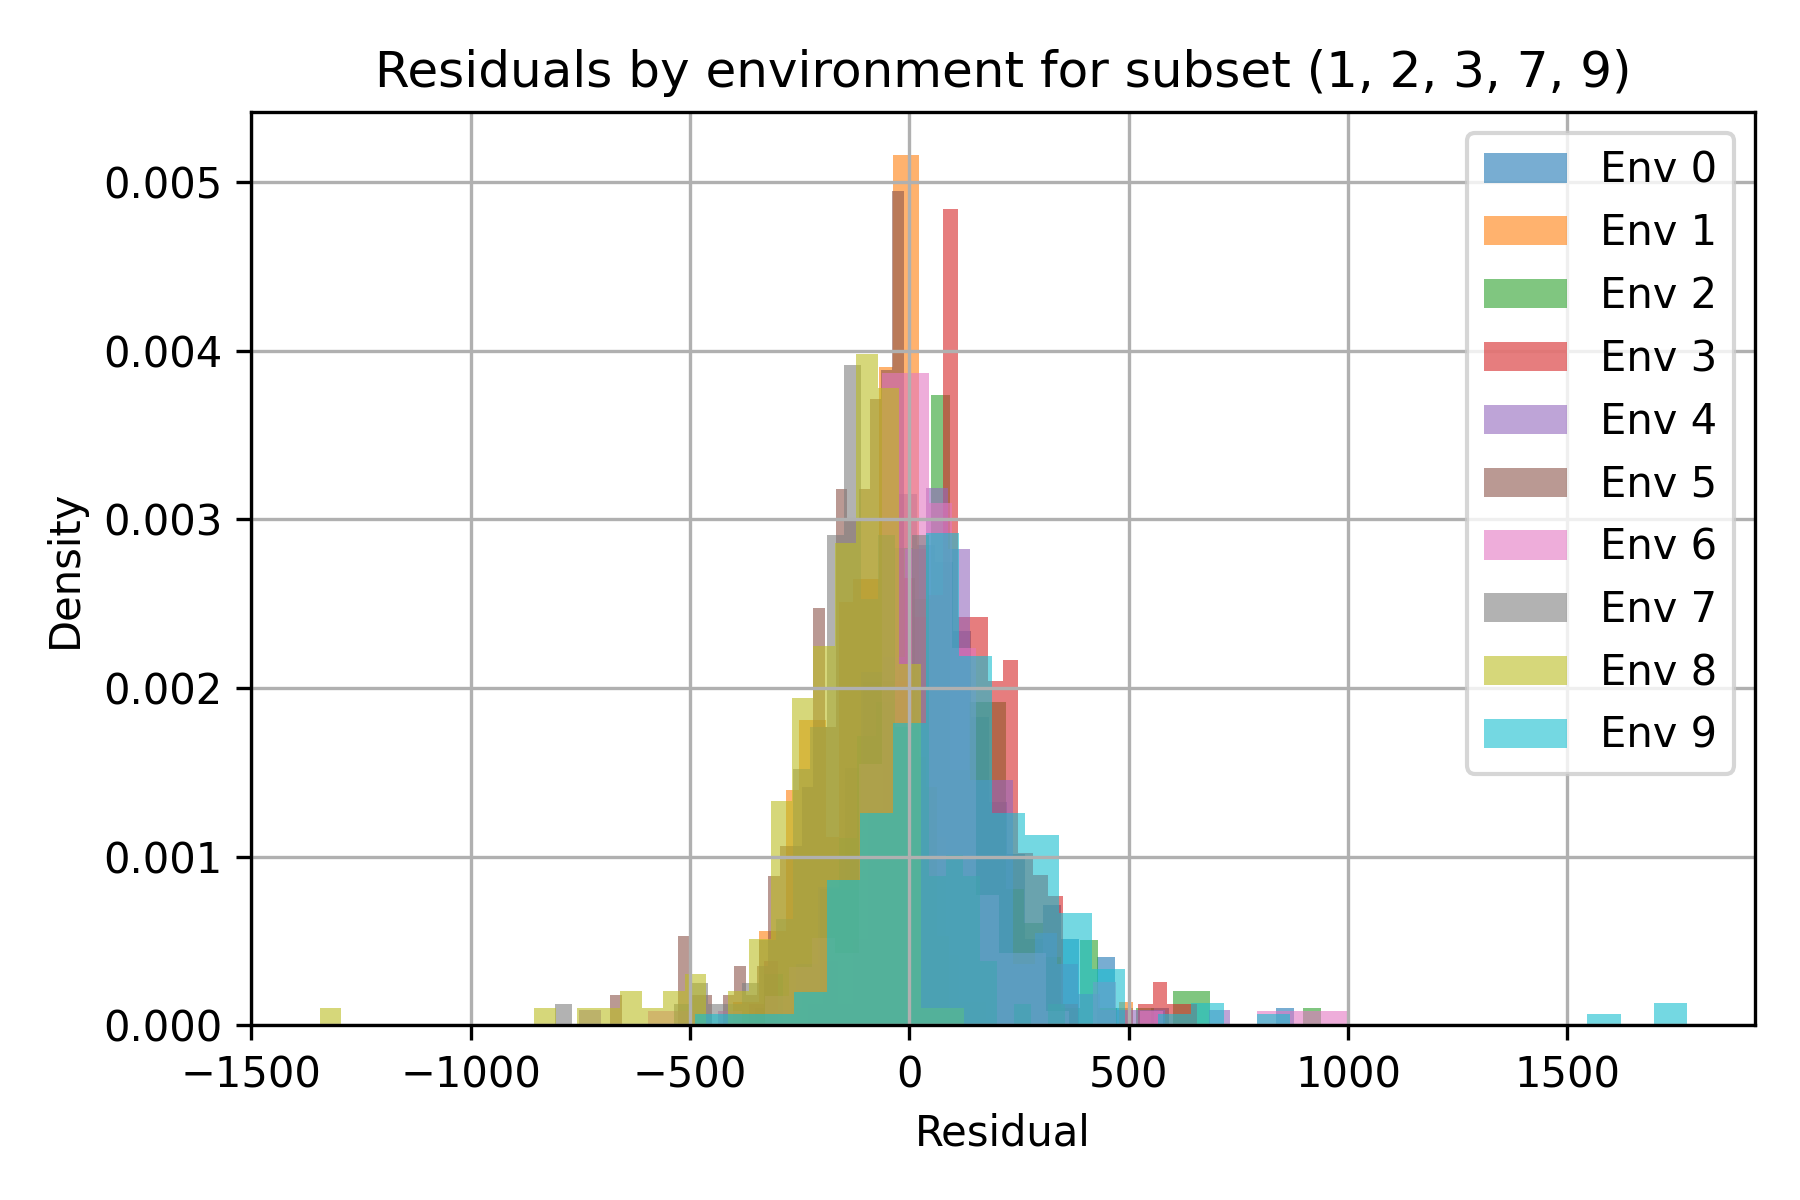 Residuals by environment for subset (1, 2, 3, 7, 9)
0.005
0.004
0.003
0.002
0.001
0.000
Density
−1500
−1000
−500
0
500
1000
1500
Residual
Env 0
Env 1
Env 2
Env 3
Env 4
Env 5
Env 6
Env 7
Env 8
Env 9